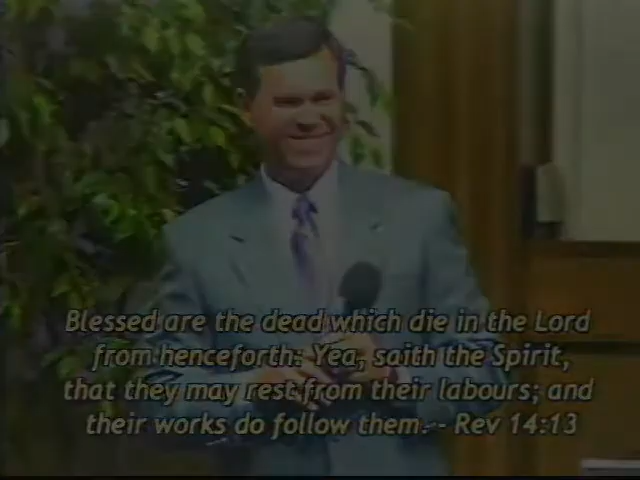 Blessed are the dead which die in the Lord
from henceforth: Yea, saith the Spirit,
that they may rest from their labours; and
their works do follow them. - Rev 14:13